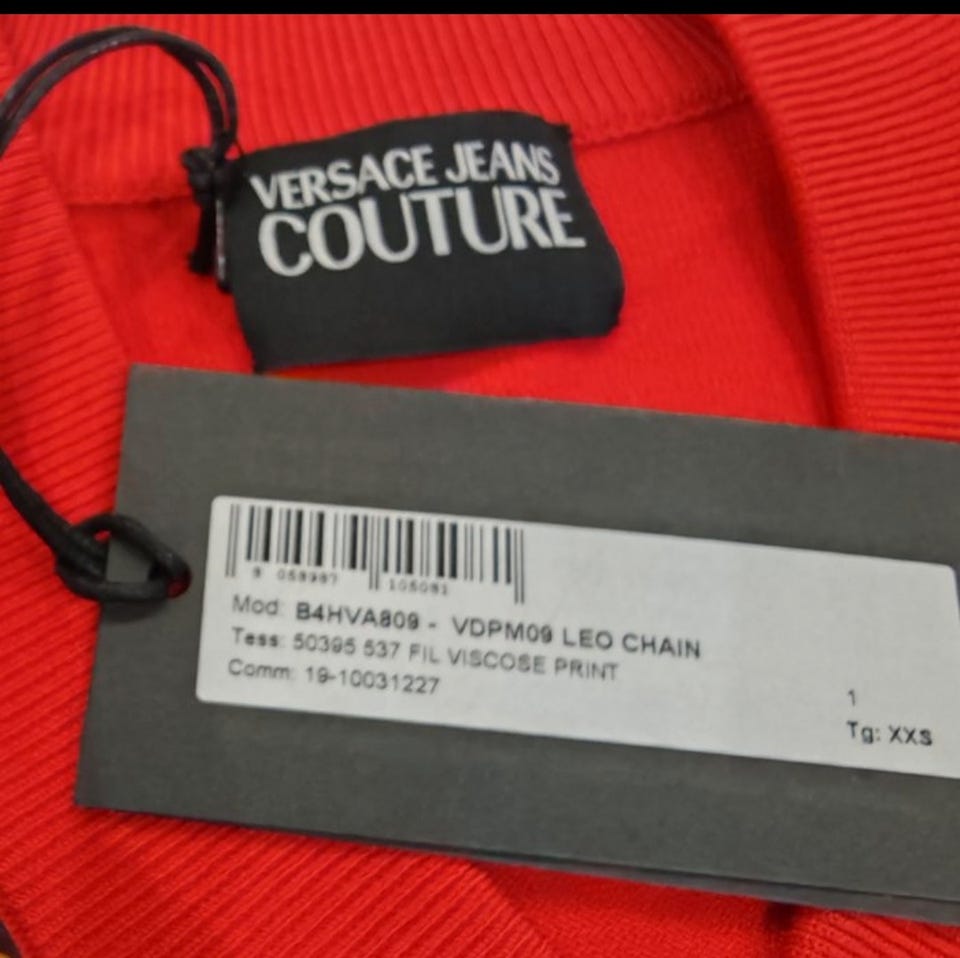 VERSACE JEANS
COUTURE
Mod: B4HVA809 - VDPM09 LEO CHAIN
Tess: 50395 537 FIL VISCOSE PRINT
Comm: 19-10031227
1
Tg: XXS